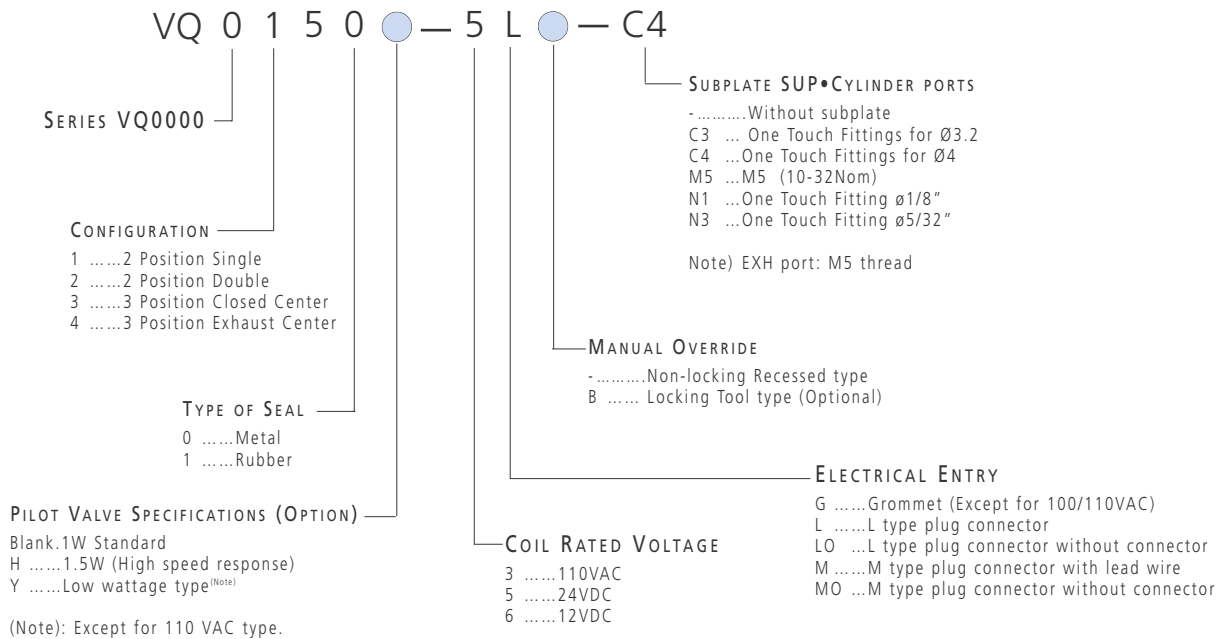 VQ 0 1 5 0 — 5 L — C4
SUBPLATE SUP•CYLINDER PORTS
-..........Without subplate
C3 ... One Touch Fittings for Ø3.2
C4 ...One Touch Fittings for Ø4
M5 ...M5 (10-32Nom)
N1 ...One Touch Fitting ø1/8"
N3 ...One Touch Fitting ø5/32"
Note) EXH port: M5 thread
SERIES VQ0000
CONFIGURATION
1 ......2 Position Single
2 ......2 Position Double
3 ......3 Position Closed Center
4 ......3 Position Exhaust Center
MANUAL OVERRIDE
-..........Non-locking Recessed type
B ...... Locking Tool type (Optional)
TYPE OF SEAL
0 ......Metal
1 ......Rubber
ELECTRICAL ENTRY
G ......Grommet (Except for 100/110VAC)
L ......L type plug connector
LO ...L type plug connector without connector
M ......M type plug connector with lead wire
MO ...M type plug connector without connector
PILOT VALVE SPECIFICATIONS (OPTION)
Blank.1W Standard
H ......1.5W (High speed response)
Y ......Low wattage type(Note)
(Note): Except for 110 VAC type.
COIL RATED VOLTAGE
3 ......110VAC
5 ......24VDC
6 ......12VDC